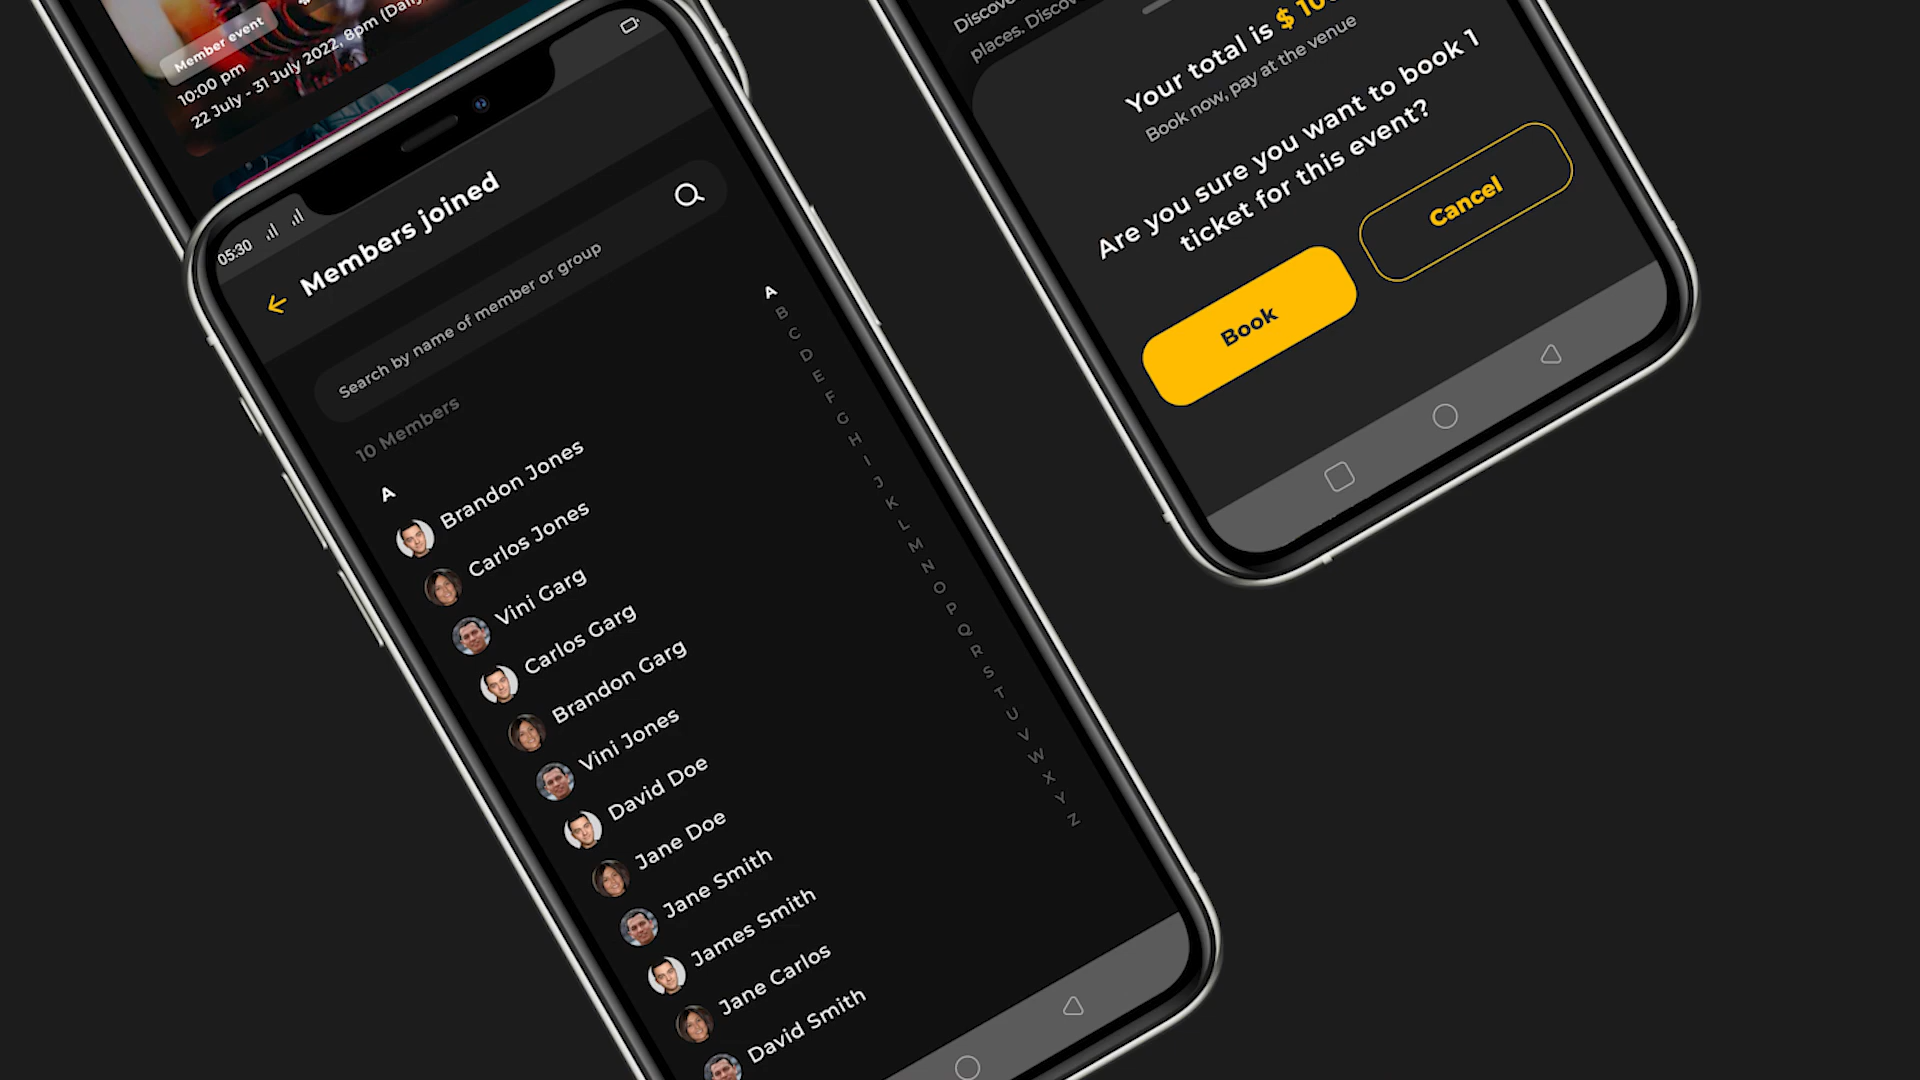 Member event
10:00 pm
22 July - 31 July 2022, 8pm (Daily
05:30
Members joined
Search by name of member or group
10 Members
A
Brandon Jones
Carlos Jones
Vini Garg
Carlos Garg
Brandon Garg
Vini Jones
David Doe
Jane Doe
Jane Smith
James Smith
Jane Carlos
David Smith
A
B
C
D
E
F
G
H
I
J
K
L
M
N
O
P
Q
R
S
T
U
V
W
X
Y
Z
Discove
places. Discov
Your total is $ 10
Book now, pay at the venue
Are you sure you want to book 1
ticket for this event?
Book
Cancel